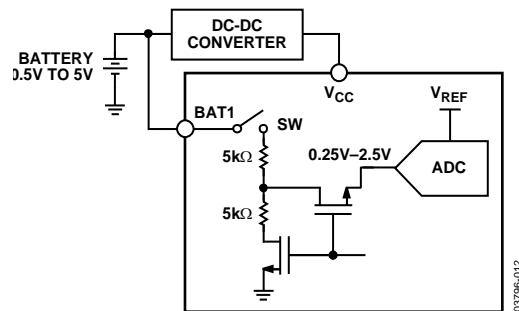 DC-DC
CONVERTER
BATTERY
0.5V TO 5V
VCC
VREF
BAT1
SW
5kΩ
0.25V–2.5V
ADC
5kΩ
03796-012